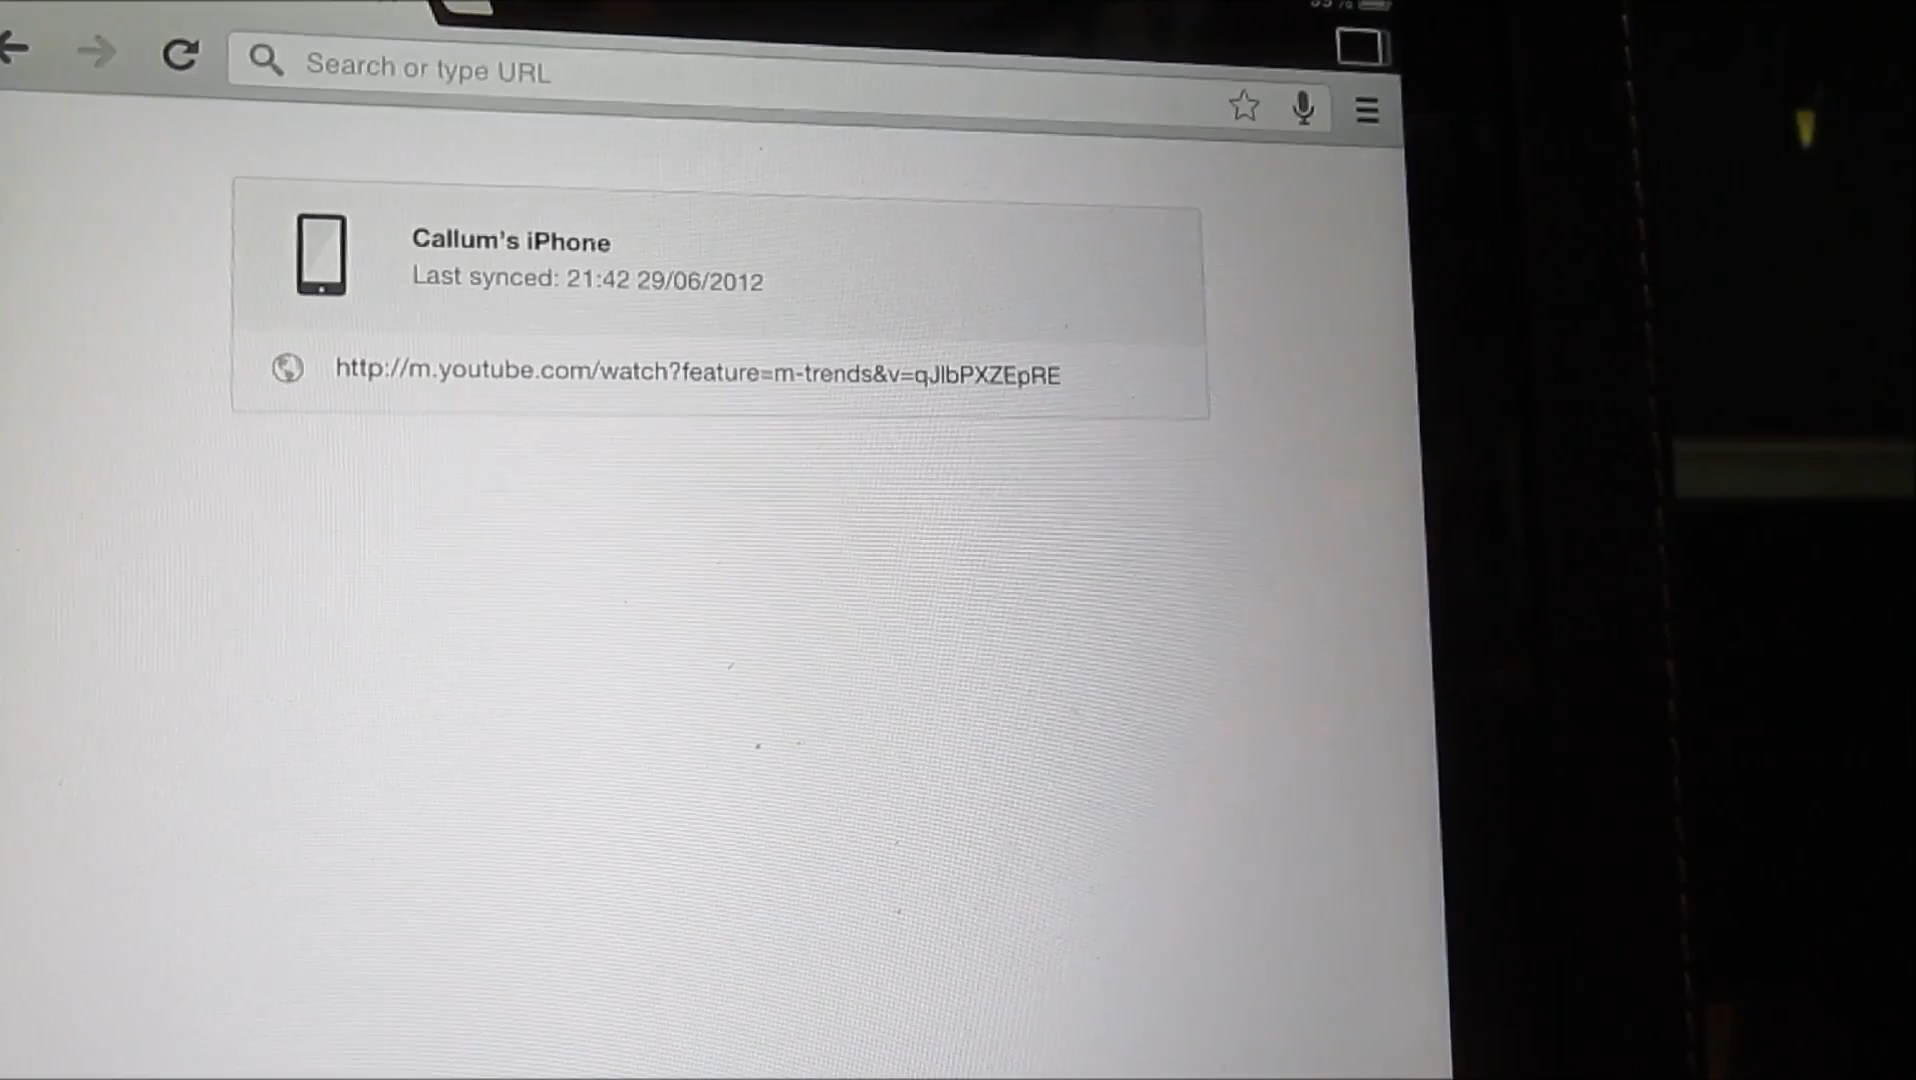 Search or type URL
Callum's iPhone
Last synced: 21:42 29/06/2012
http://m.youtube.com/watch?feature=m-trends&v=qJlbPXZEpRE